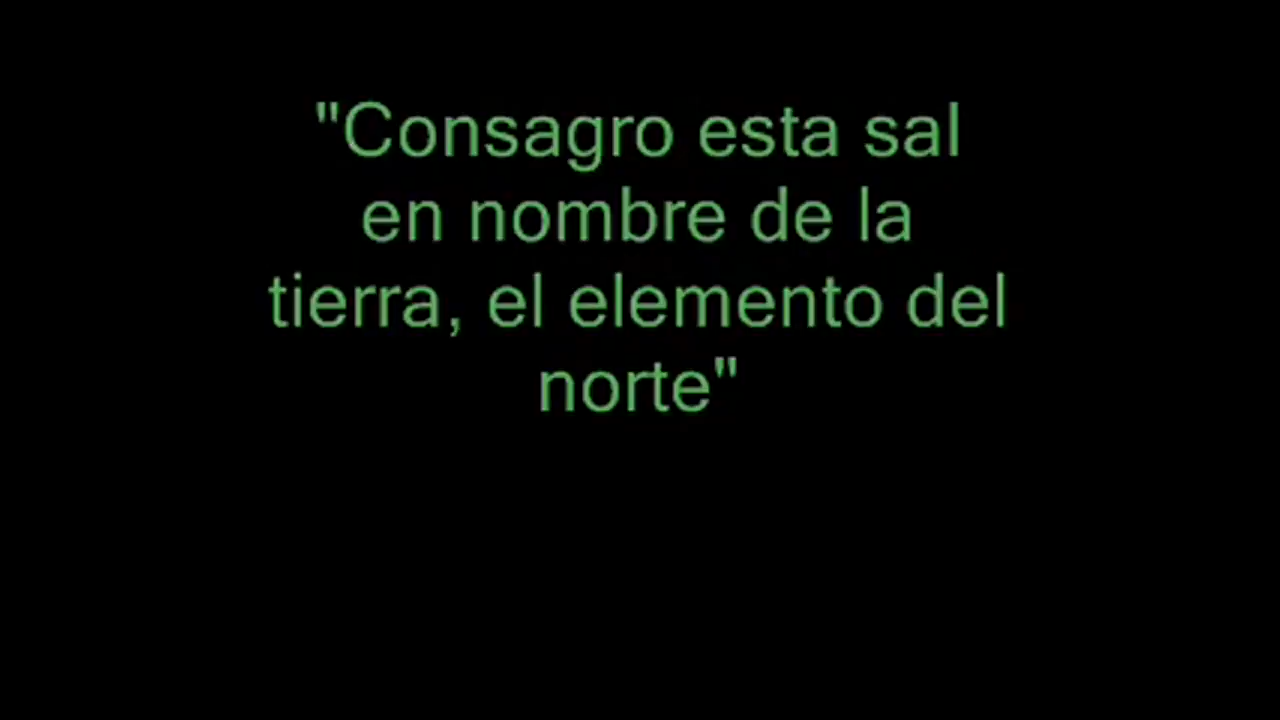 "Consagro esta sal
en nombre de la
tierra, el elemento del
norte"